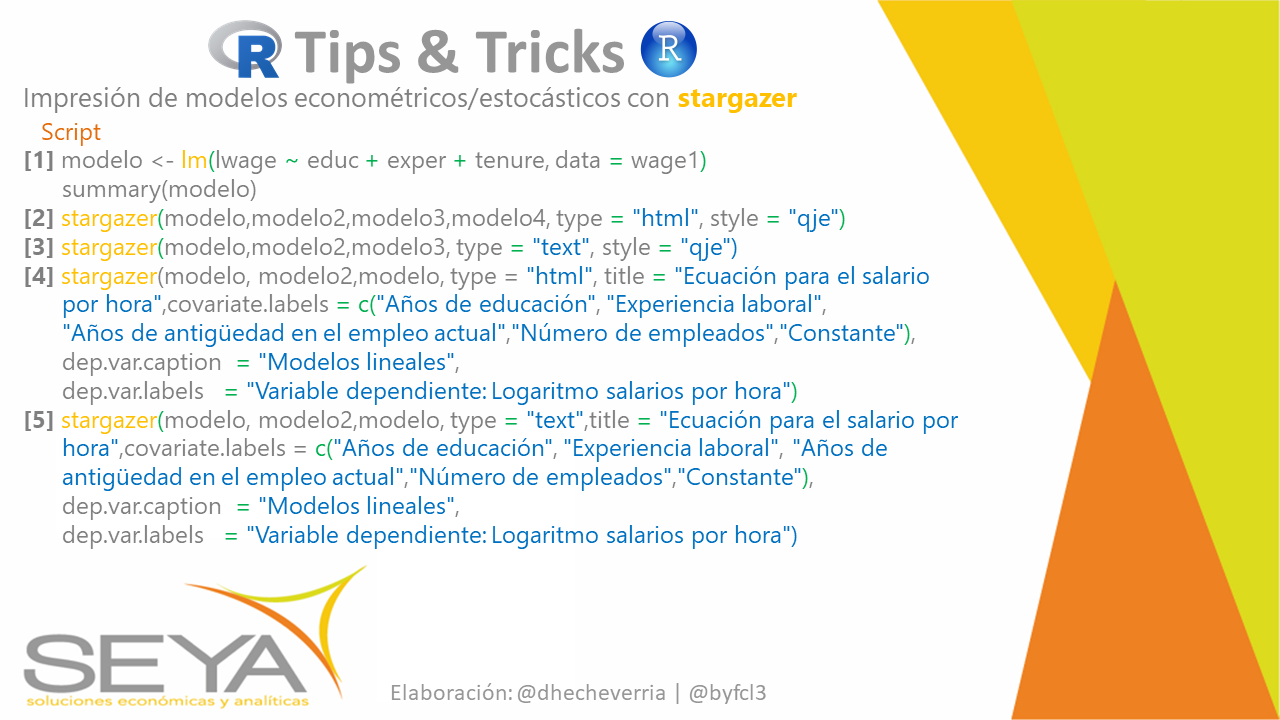 R Tips & Tricks R
Impresión de modelos econométricos/estocásticos con stargazer
Script
[1] modelo <- lm(lwage ~ educ + exper + tenure, data = wage1)
summary(modelo)
[2] stargazer(modelo,modelo2,modelo3,modelo4, type = "html", style = "qje")
[3] stargazer(modelo,modelo2,modelo3, type = "text", style = "qje")
[4] stargazer(modelo, modelo2,modelo, type = "html", title = "Ecuación para el salario
por hora",covariate.labels = c("Años de educación", "Experiencia laboral",
"Años de antigüedad en el empleo actual","Número de empleados","Constante"),
dep.var.caption = "Modelos lineales",
dep.var.labels = "Variable dependiente: Logaritmo salarios por hora")
[5] stargazer(modelo, modelo2,modelo, type = "text",title = "Ecuación para el salario por
hora",covariate.labels = c("Años de educación", "Experiencia laboral", "Años de
antigüedad en el empleo actual","Número de empleados","Constante"),
dep.var.caption = "Modelos lineales",
dep.var.labels = "Variable dependiente: Logaritmo salarios por hora")
SEYA
soluciones económicas y analíticas
Elaboración: @dhecheverria | @byfcl3